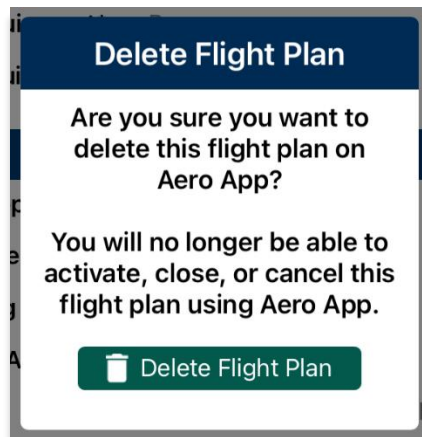 Delete Flight Plan
Are you sure you want to
delete this flight plan on
Aero App?
You will no longer be able to
activate, close, or cancel this
flight plan using Aero App.
Delete Flight Plan